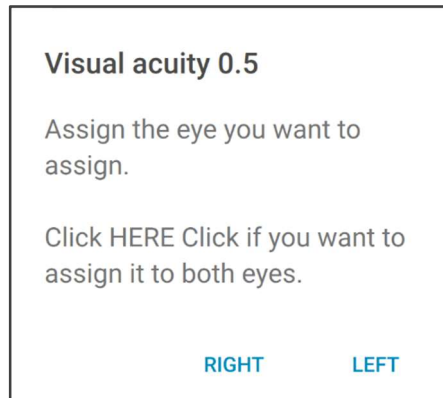 Visual acuity 0.5
Assign the eye you want to
assign.
Click HERE Click if you want to
assign it to both eyes.
RIGHT LEFT